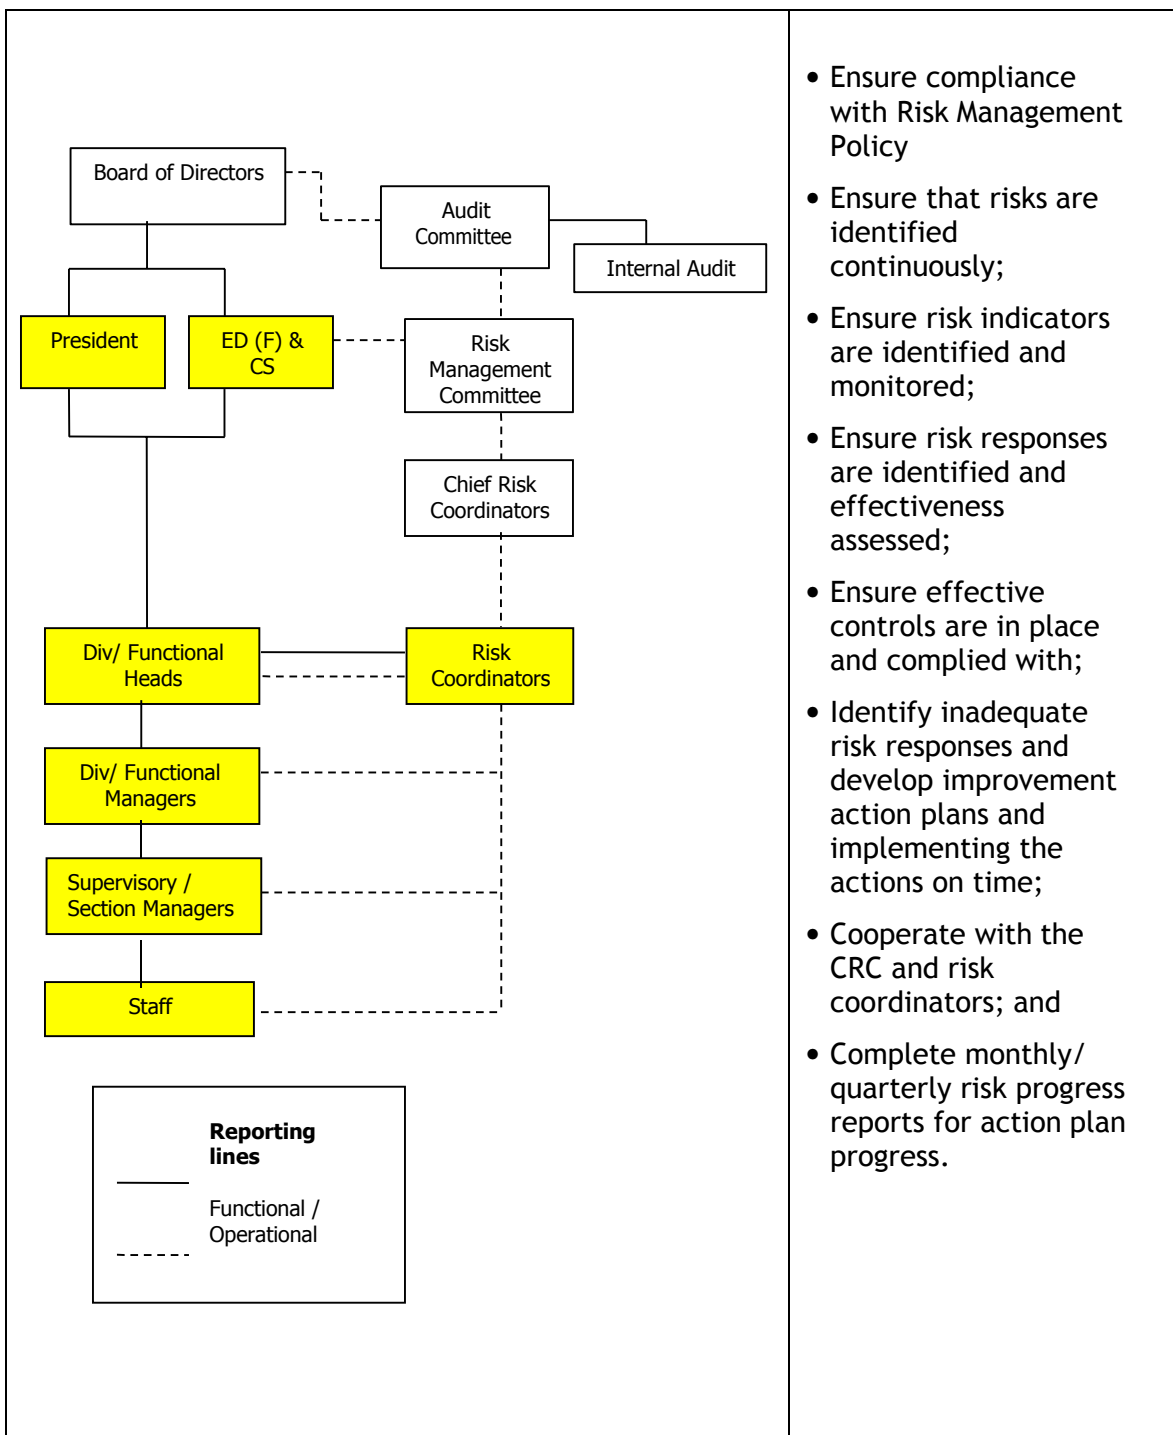 Board of Directors
Audit
Committee
Internal Audit
President
ED (F) &
CS
Risk
Management
Committee
Chief Risk
Coordinators
Div/ Functional
Heads
Risk
Coordinators
Div/ Functional
Managers
Supervisory /
Section Managers
Staff
Reporting
lines
Functional /
Operational
• Ensure compliance
with Risk Management
Policy
• Ensure that risks are
identified
continuously;
• Ensure risk indicators
are identified and
monitored;
• Ensure risk responses
are identified and
effectiveness
assessed;
• Ensure effective
controls are in place
and complied with;
• Identify inadequate
risk responses and
develop improvement
action plans and
implementing the
actions on time;
• Cooperate with the
CRC and risk
coordinators; and
• Complete monthly/
quarterly risk progress
reports for action plan
progress.